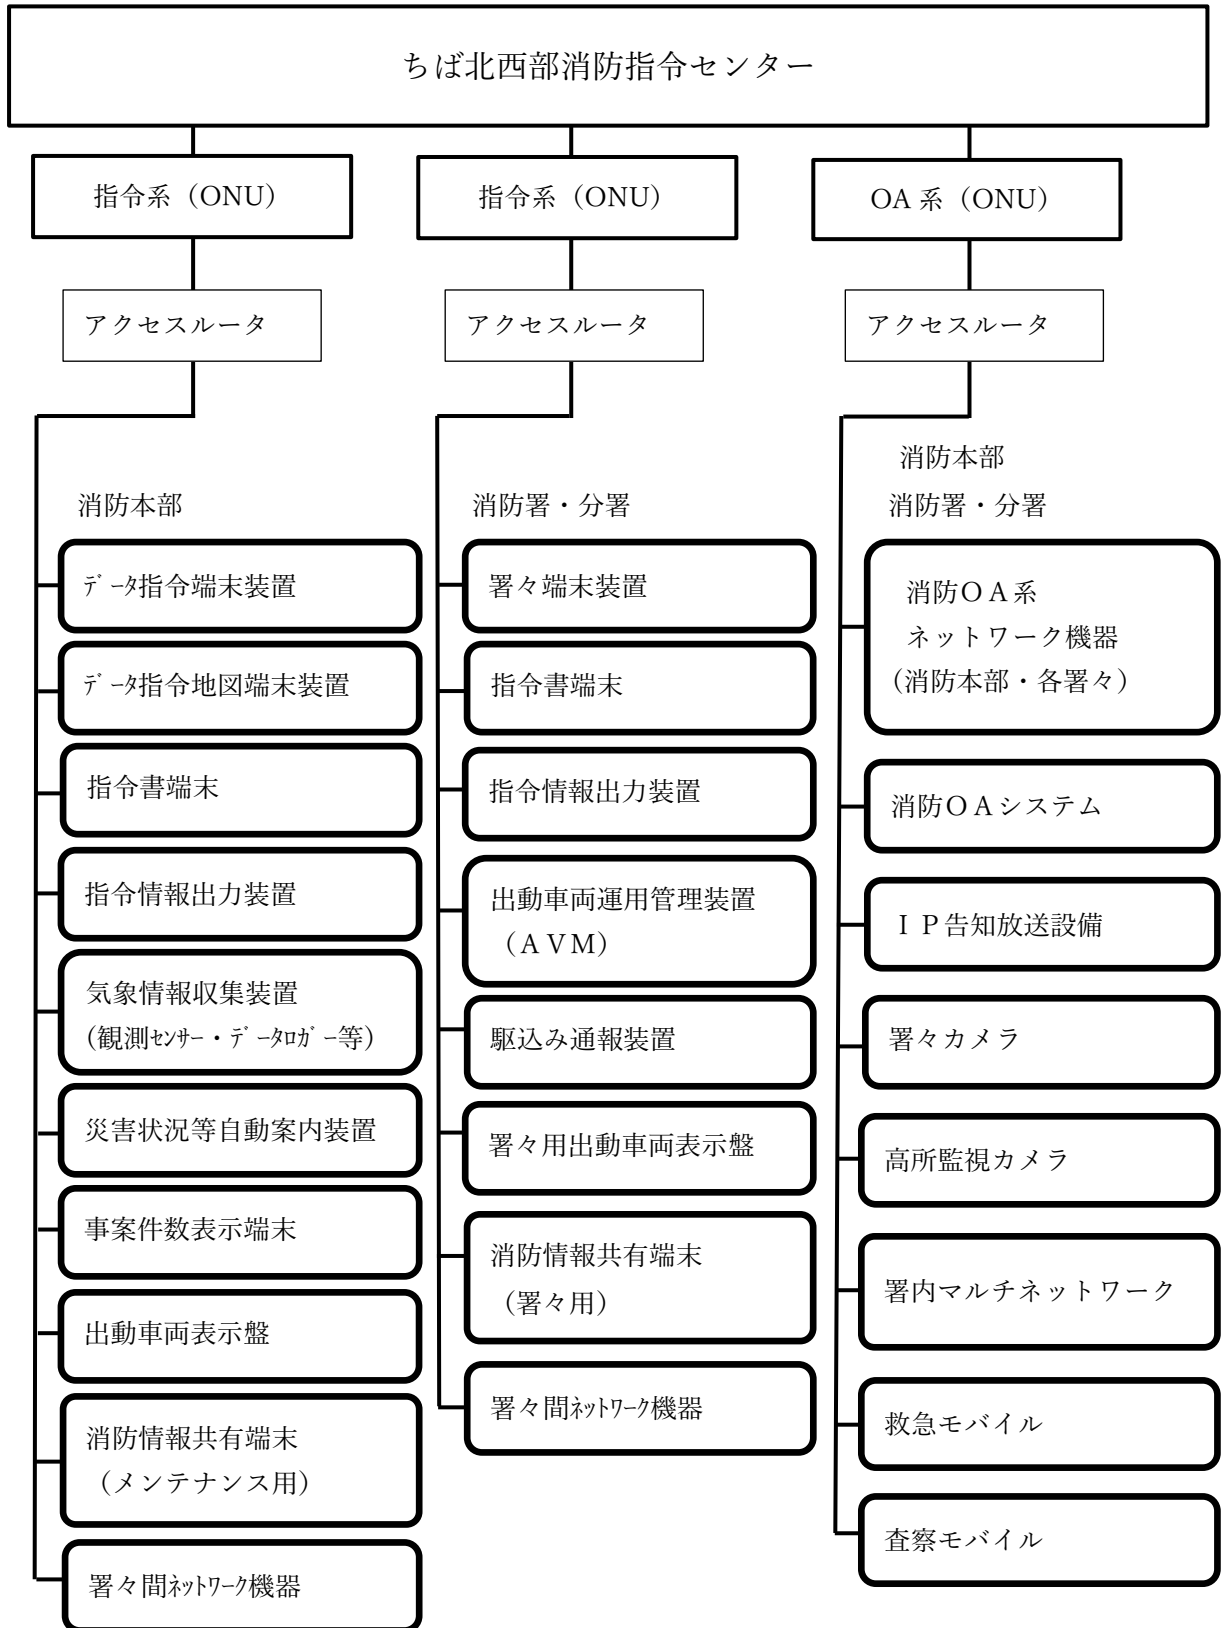 ちば北西部消防指令センター
指令系（ONU）
アクセスルータ
消防本部
ﾃﾞｰﾀ指令端末装置
ﾃﾞｰﾀ指令地図端末装置
指令書端末
指令情報出力装置
気象情報収集装置
(観測ｾﾝｻｰ・ﾃﾞｰﾀﾛｶﾞｰ等)
災害状況等自動案内装置
事案件数表示端末
出動車両表示盤
消防情報共有端末
（メンテナンス用）
署々間ﾈｯﾄﾜｰｸ機器
指令系（ONU）
アクセスルータ
消防署・分署
署々端末装置
指令書端末
指令情報出力装置
出動車両運用管理装置
（ＡＶＭ）
駆込み通報装置
署々用出動車両表示盤
消防情報共有端末
（署々用）
署々間ﾈｯﾄﾜｰｸ機器
OA 系（ONU）
アクセスルータ
消防本部
消防署・分署
消防ＯＡ系
ネットワーク機器
(消防本部・各署々)
消防ＯＡシステム
ＩＰ告知放送設備
署々カメラ
高所監視カメラ
署内マルチネットワーク
救急モバイル
査察モバイル